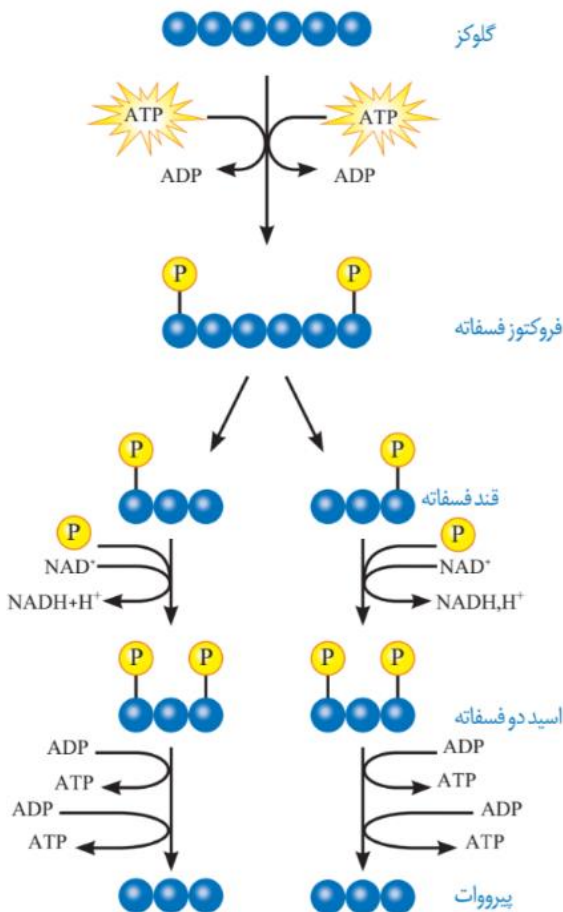 گلوکز
ATP ATP
ADP ADP
P P
فروکتوز فسفاته
P P
قند فسفاته
P P
NAD⁺ NAD⁺
NADH+H⁺ NADH,H⁺
P P P P
اسید دو فسفاته
ADP ADP
ATP ATP
ADP ADP
ATP ATP
پیرووات